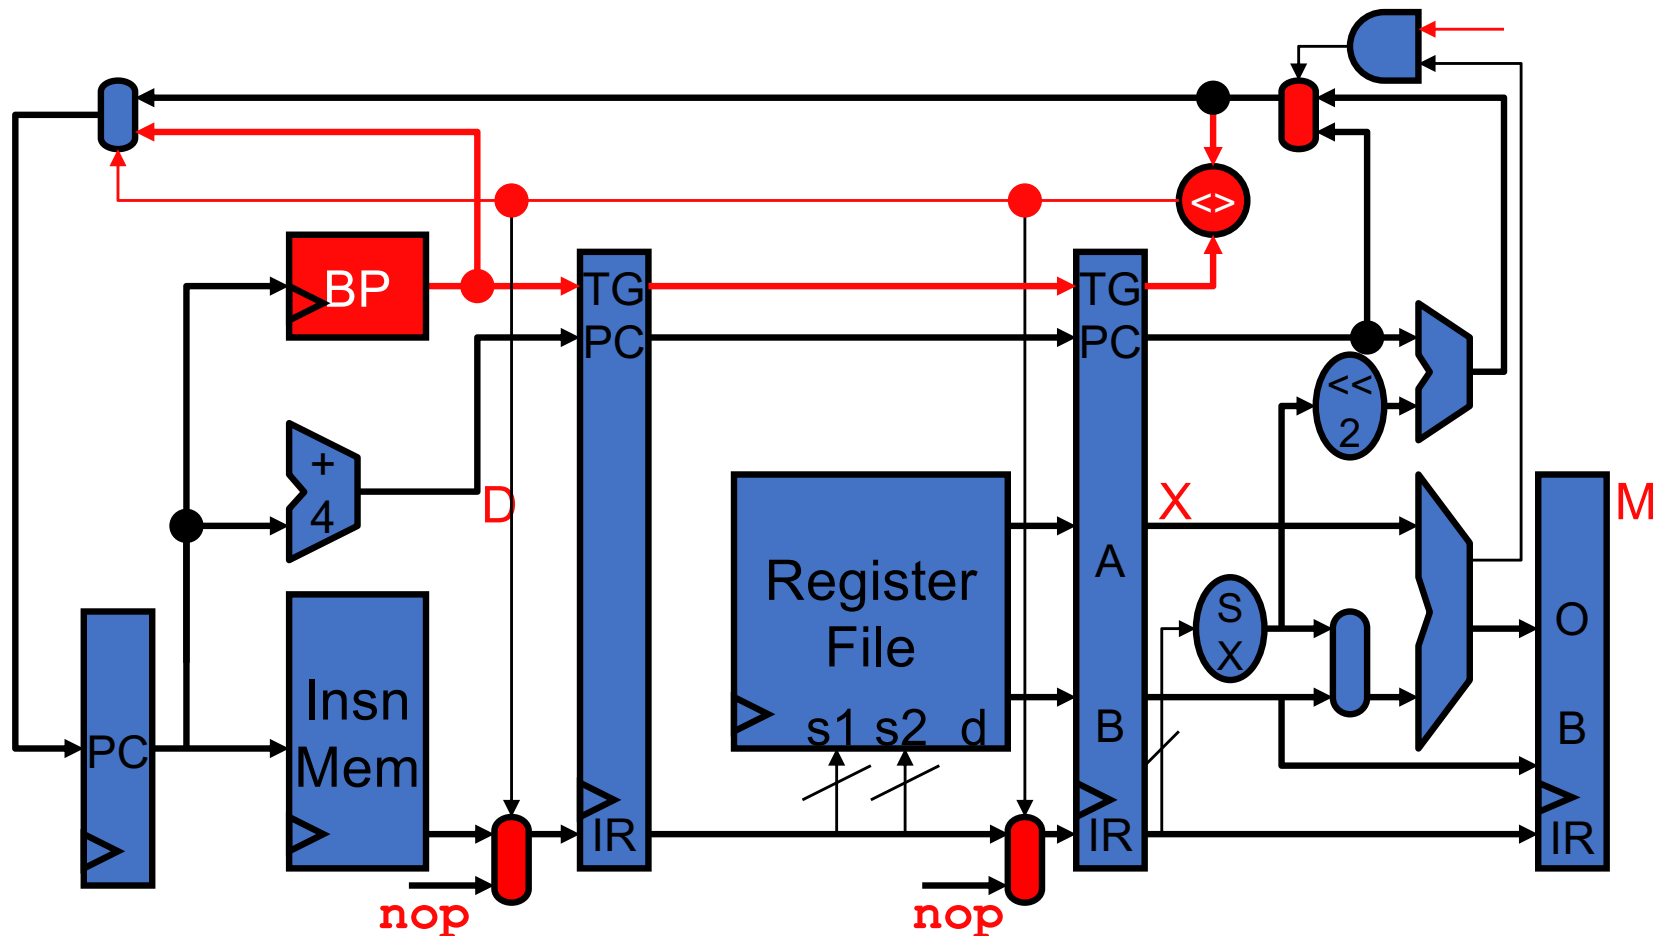 <>
BP
TG
PC
TG
PC
<<
2
+
4
D
X
M
Register
File
A
S
X
O
Insn
Mem
PC
s1 s2 d
B
B
IR
IR
IR
nop
nop